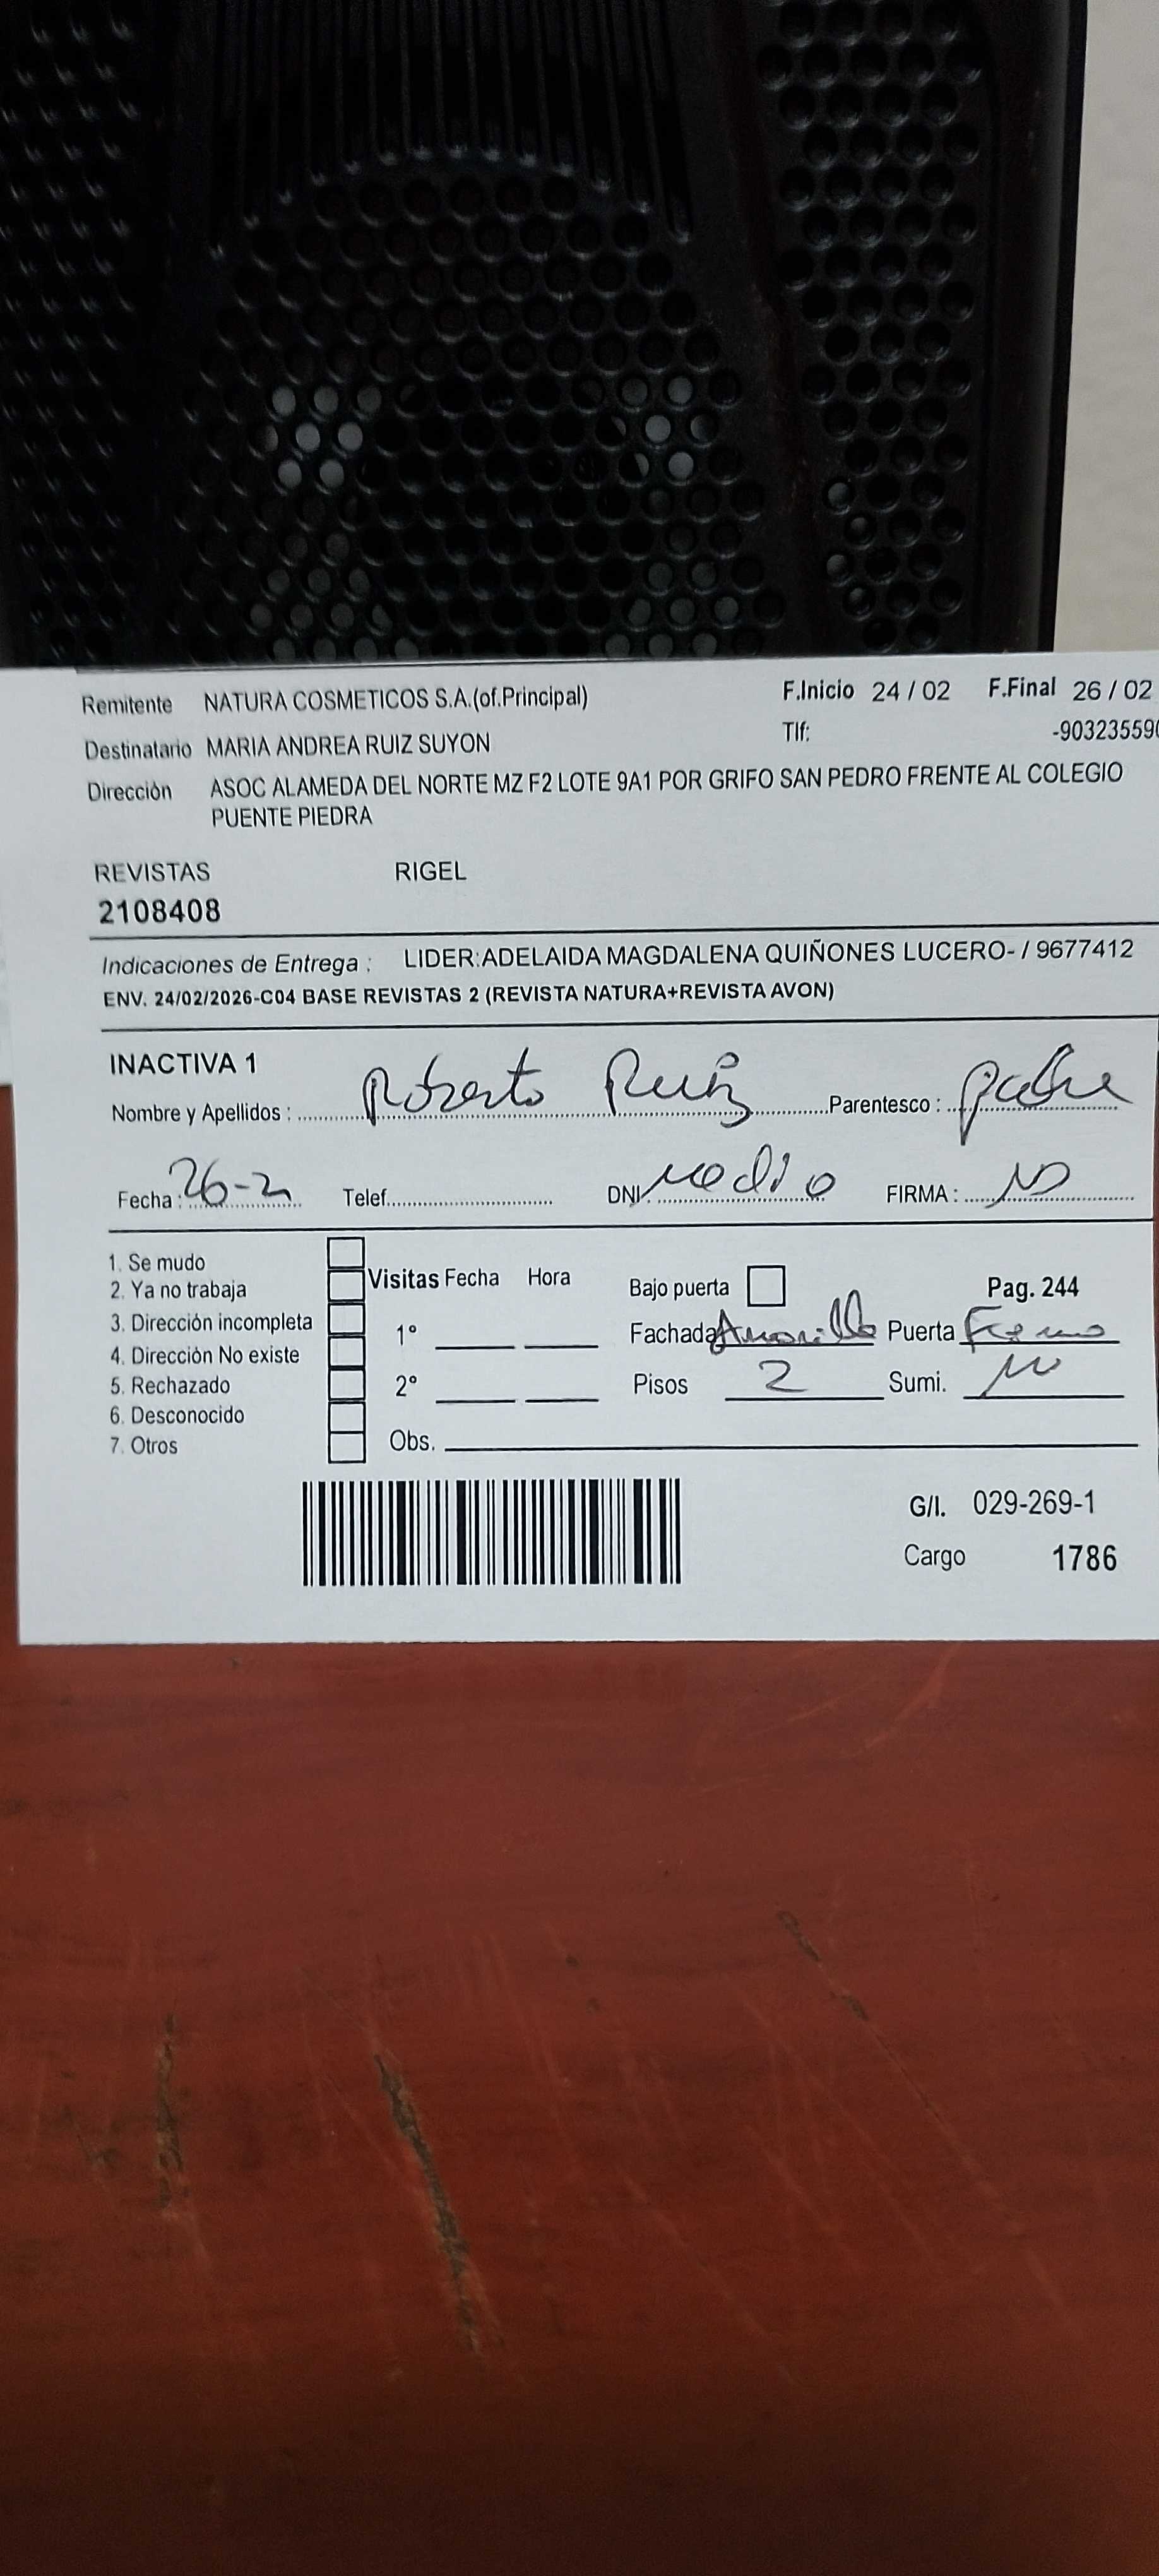 Remitente NATURA COSMETICOS S.A.(of.Principal) F.Inicio 24 / 02 F.Final 26 / 02
Destinatario MARIA ANDREA RUIZ SUYON Tlf: -90323559
Dirección ASOC ALAMEDA DEL NORTE MZ F2 LOTE 9A1 POR GRIFO SAN PEDRO FRENTE AL COLEGIO
PUENTE PIEDRA
REVISTAS RIGEL
2108408
Indicaciones de Entrega : LIDER:ADELAIDA MAGDALENA QUIÑONES LUCERO- / 9677412
ENV. 24/02/2026-C04 BASE REVISTAS 2 (REVISTA NATURA+REVISTA AVON)
INACTIVA 1
Nombre y Apellidos : Roberto Ruiz Parentesco : padre
Fecha : 26-2 Telef. DNI FIRMA :
1. Se mudo
2. Ya no trabaja Visitas Fecha Hora Bajo puerta Pag. 244
3. Dirección incompleta 1° Fachada Amarillo Puerta Fierro
4. Dirección No existe
5. Rechazado 2° Pisos 2 Sumi.
6. Desconocido
7. Otros Obs.
G/I. 029-269-1
Cargo 1786